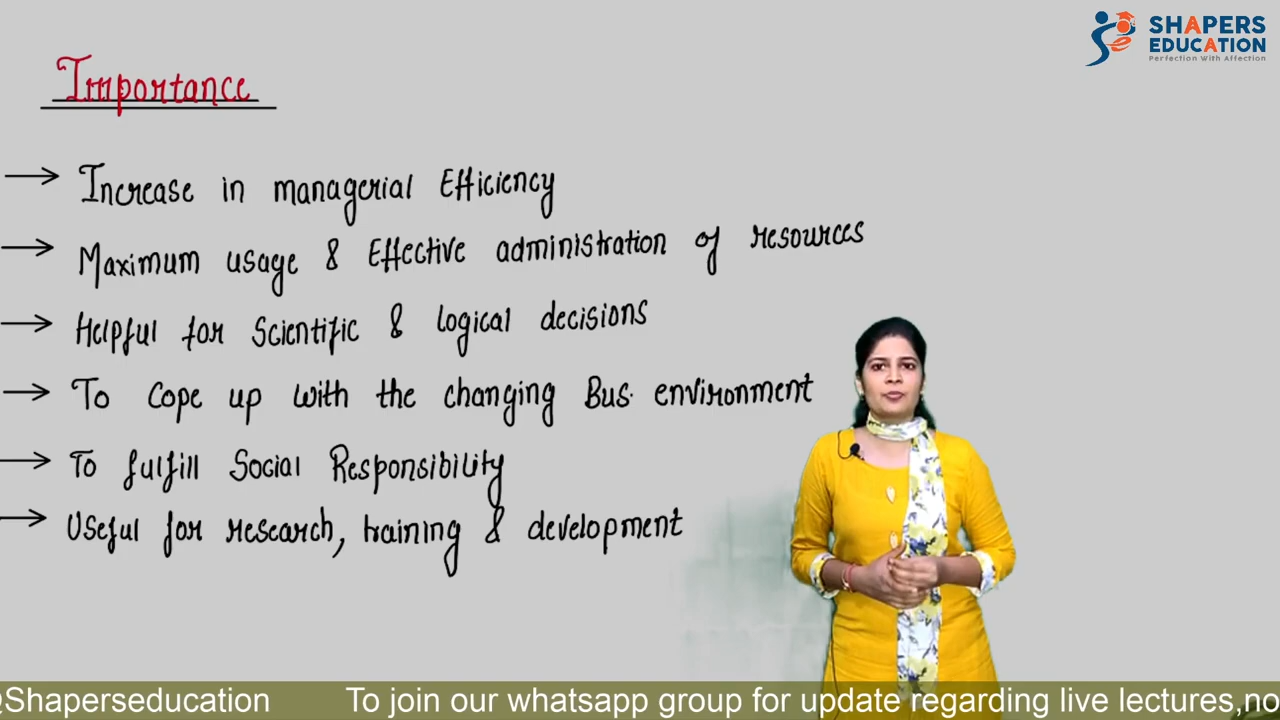 SHAPERS
EDUCATION
Perfection With Affection
Importance
→ Increase in managerial Efficiency
→ Maximum usage & Effective administration of resources
→ Helpful for Scientific & logical decisions
→ To Cope up with the changing Bus. environment
→ To fulfill Social Responsibility
→ Useful for research, training & development
@Shaperseducation To join our whatsapp group for update regarding live lectures,no